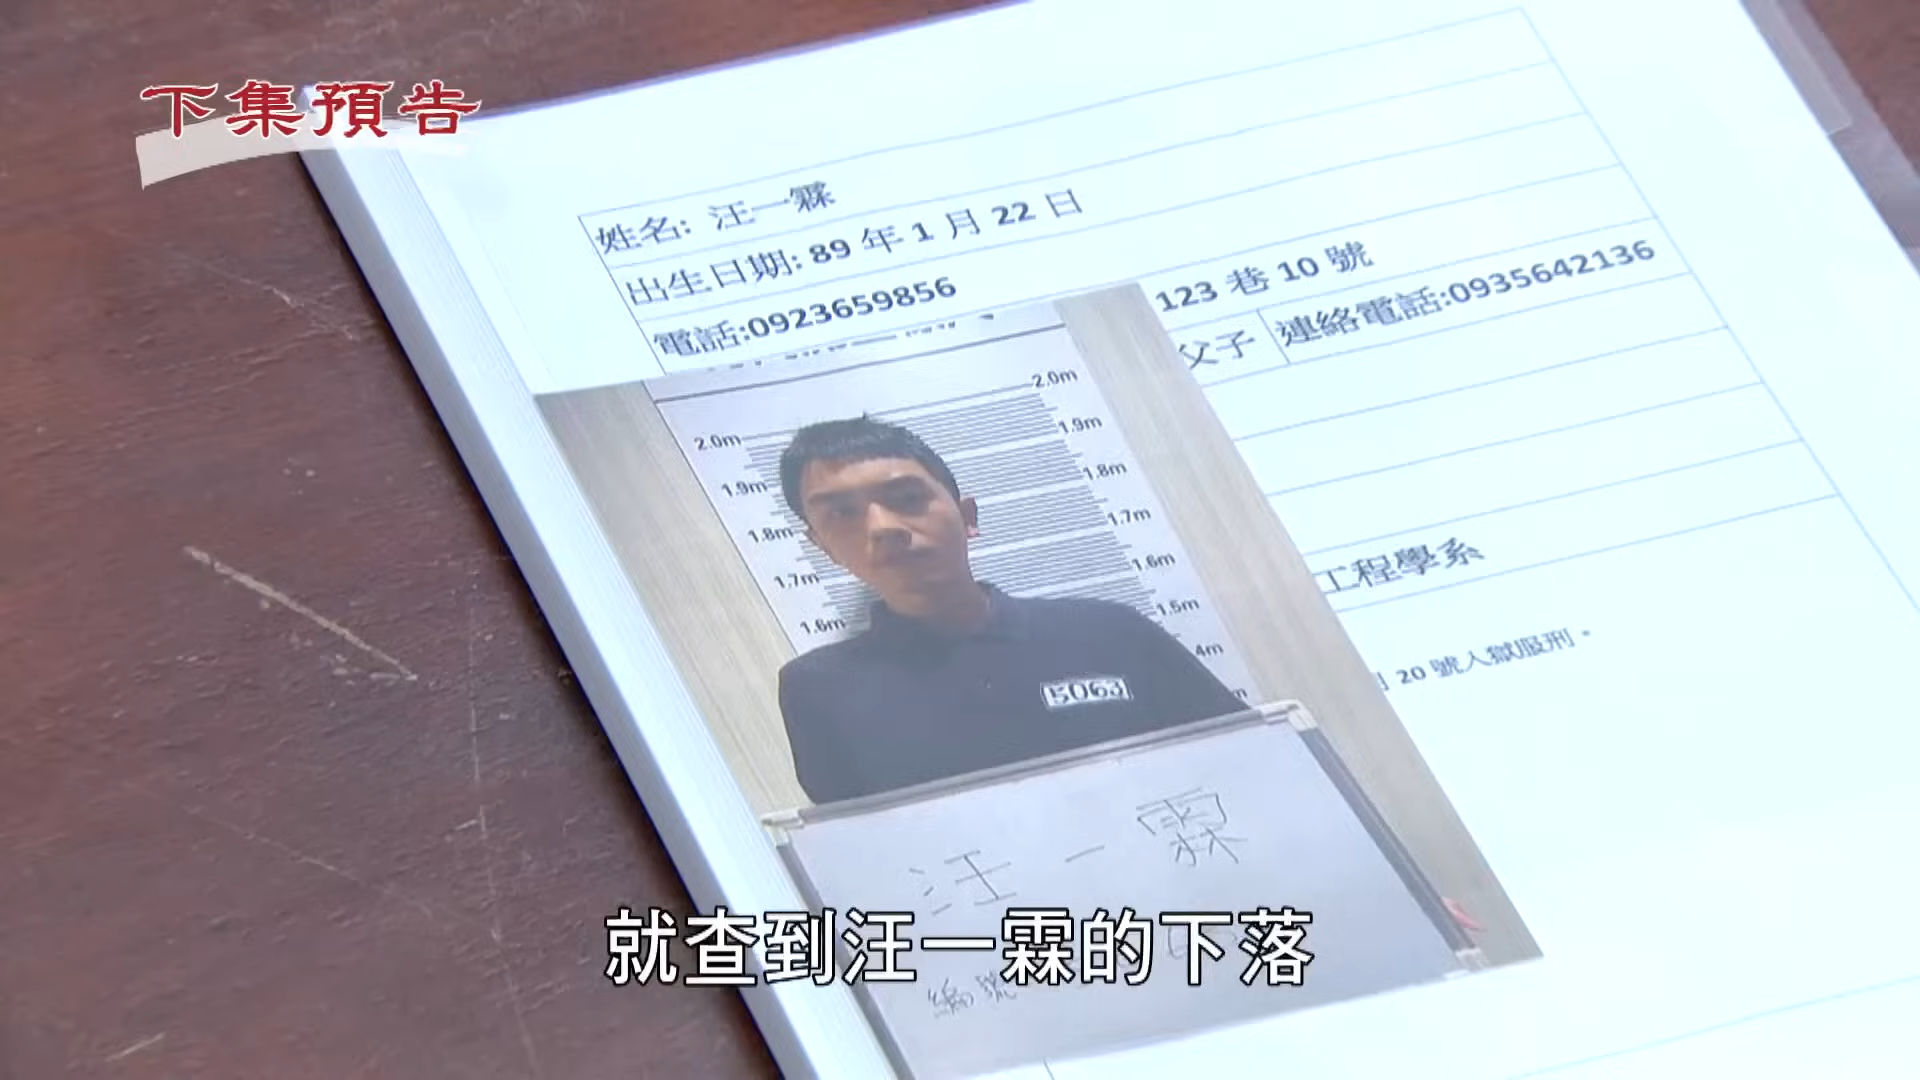 下集預告
姓名: 汪一霖
出生日期: 89 年 1 月 22 日
電話:0923659856
123 巷 10 號
父子 連絡電話:0935642136
2.0m 2.0m
1.9m 1.9m
1.8m 1.8m
1.7m 1.7m
1.6m 1.6m
1.5m
4m
工程學系
20 號入獄服刑。
5063
汪一霖
編號
就查到汪一霖的下落